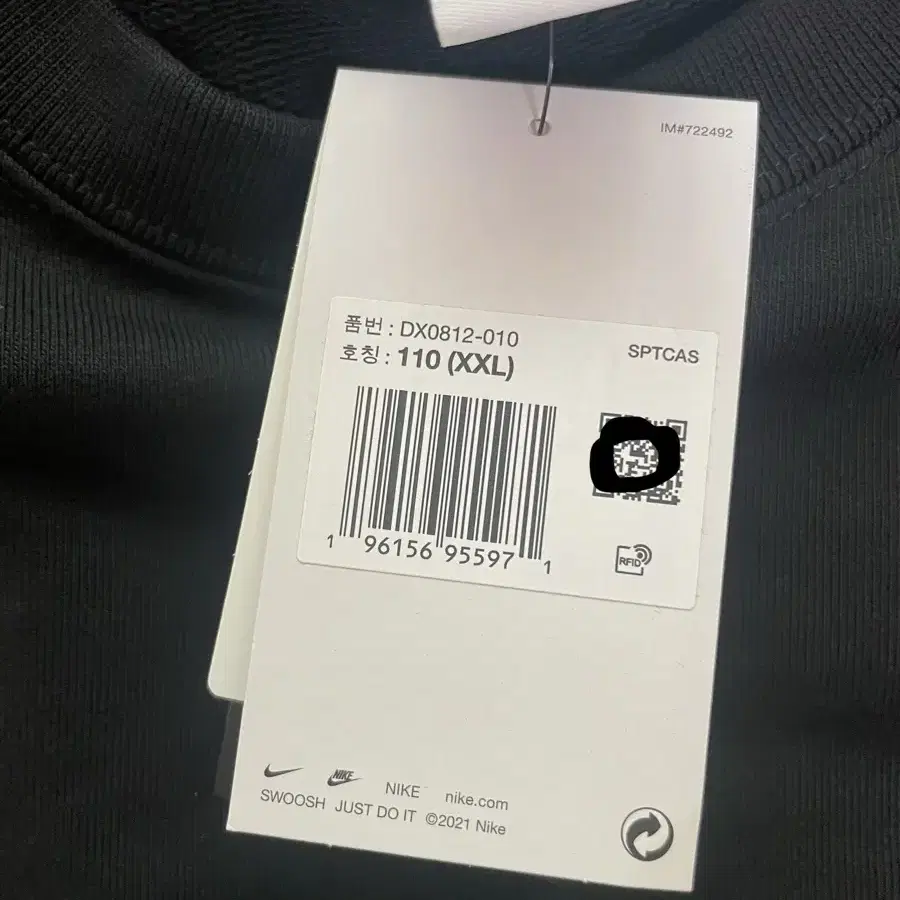 IM#722492
품번 : DX0812-010
호칭 : 110 (XXL)
SPTCAS
1 96156 95597 1
RFID
NIKE
NIKE nike.com
SWOOSH JUST DO IT ©2021 Nike